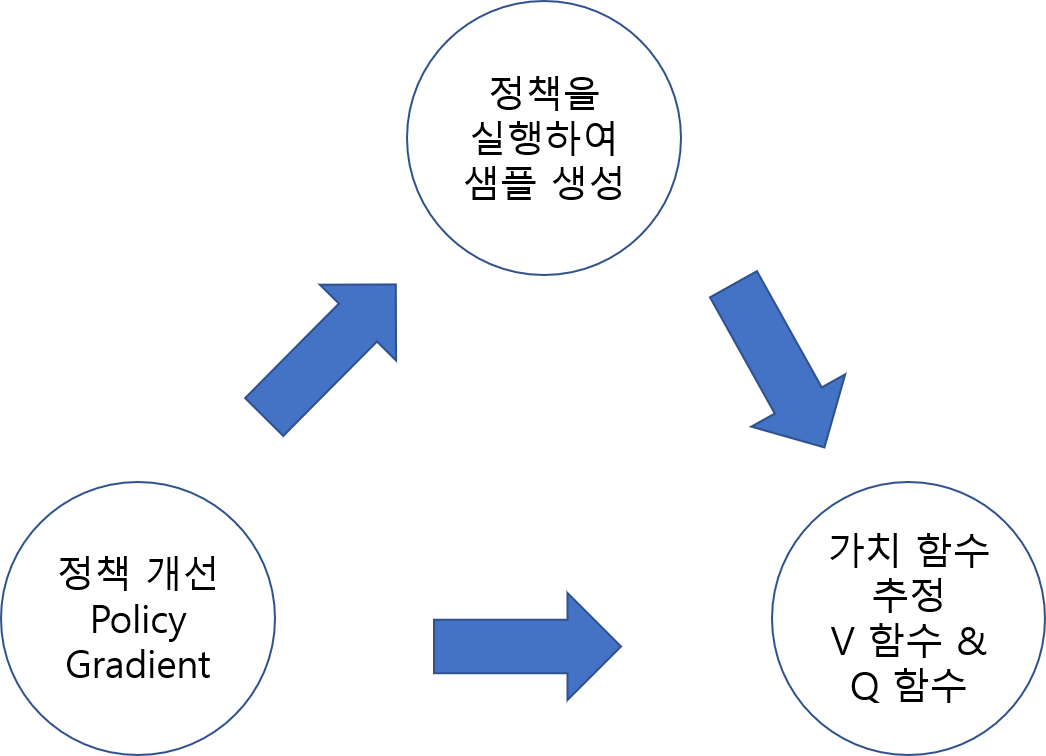 정책을
실행하여
샘플 생성
정책 개선
Policy
Gradient
가치 함수
추정
V 함수 &
Q 함수